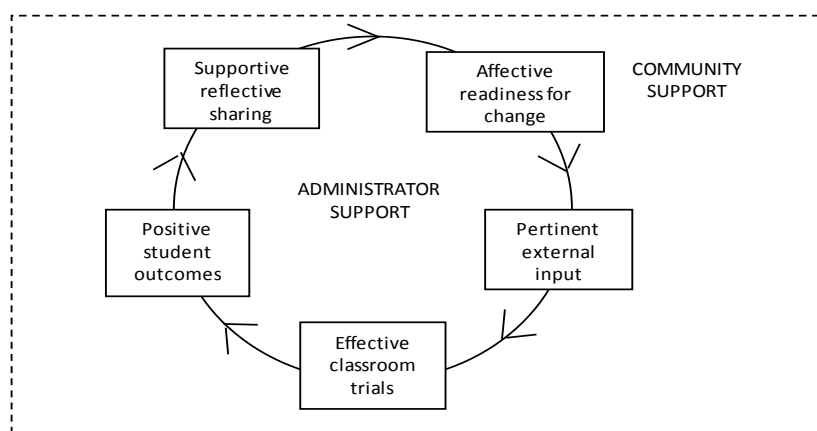 Supportive
reflective
sharing
Affective
readiness for
change
COMMUNITY
SUPPORT
ADMINISTRATOR
SUPPORT
Positive
student
outcomes
Pertinent
external
input
Effective
classroom
trials